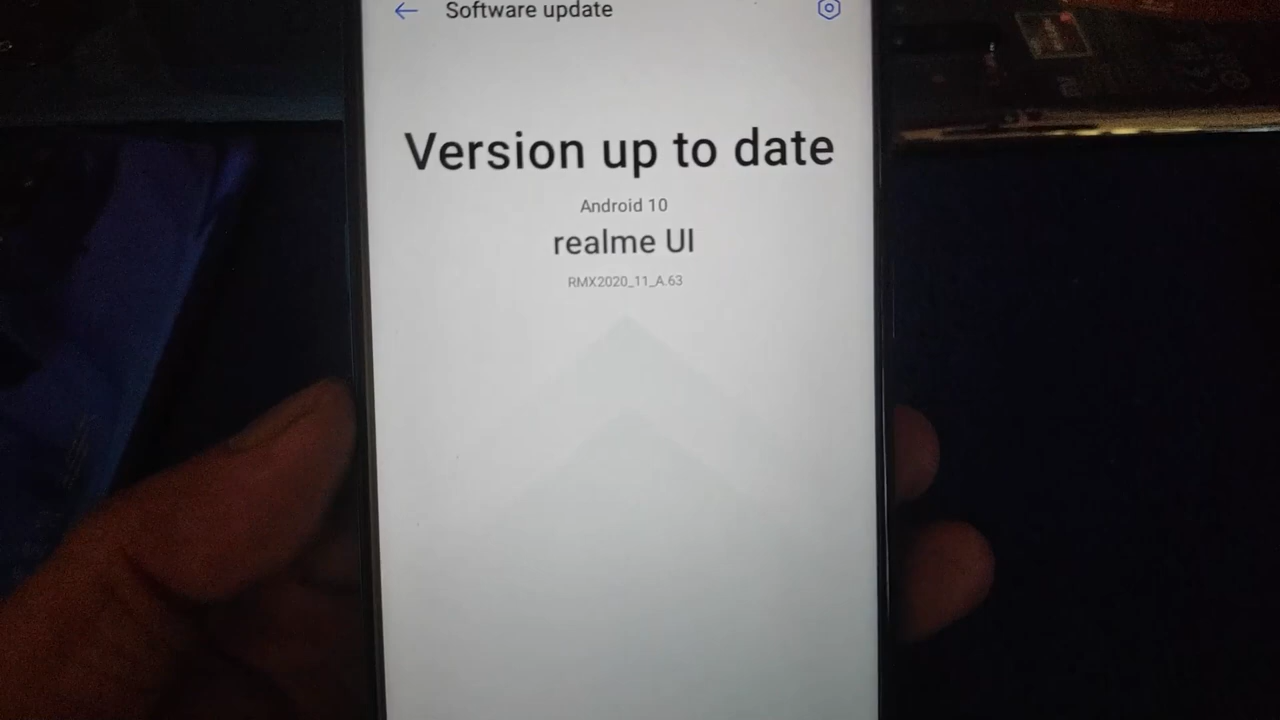 Software update
Version up to date
Android 10
realme UI
RMX2020_11_A.63